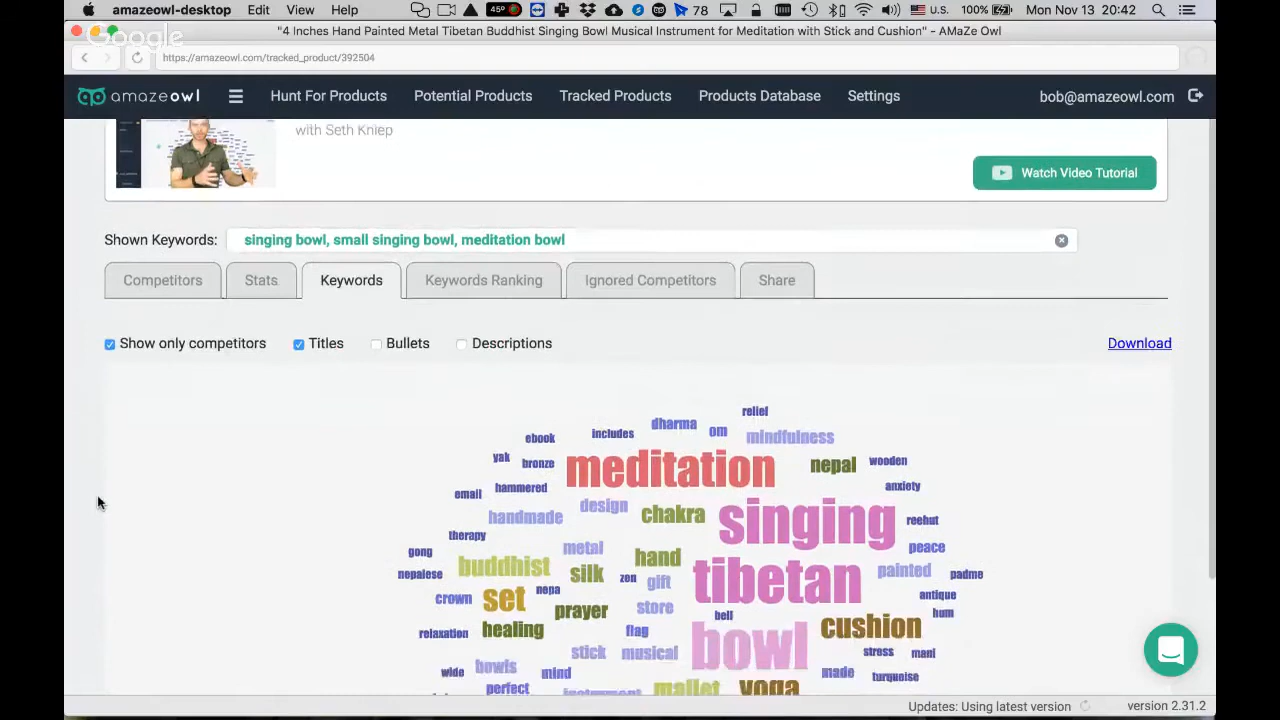 amazeowl-desktop Edit View Help 45° 78 U.S. 100% Mon Nov 13 20:42
Google
"4 Inches Hand Painted Metal Tibetan Buddhist Singing Bowl Musical Instrument for Meditation with Stick and Cushion" - AMaZe Owl
https://amazeowl.com/tracked_product/392504
amazeowl Hunt For Products Potential Products Tracked Products Products Database Settings bob@amazeowl.com
with Seth Kniep
Watch Video Tutorial
Shown Keywords: singing bowl, small singing bowl, meditation bowl
Competitors Stats Keywords Keywords Ranking Ignored Competitors Share
Show only competitors Titles Bullets Descriptions Download
relief
dharma
om
includes
mindfulness
ebook
yak
bronze
meditation
nepal
wooden
email
hammered
design
anxiety
handmade
chakra
singing
reehut
therapy
gong
metal
hand
peace
nepalese
buddhist
silk
zen
gift
tibetan
painted
padme
crown
set
nepa
prayer
store
bell
antique
hum
relaxation
healing
flag
bowl
cushion
wide
bowls
stick
musical
stress
mani
perfect
mind
made
turquoise
instrument
mallet
yoga
Updates: Using latest version version 2.31.2